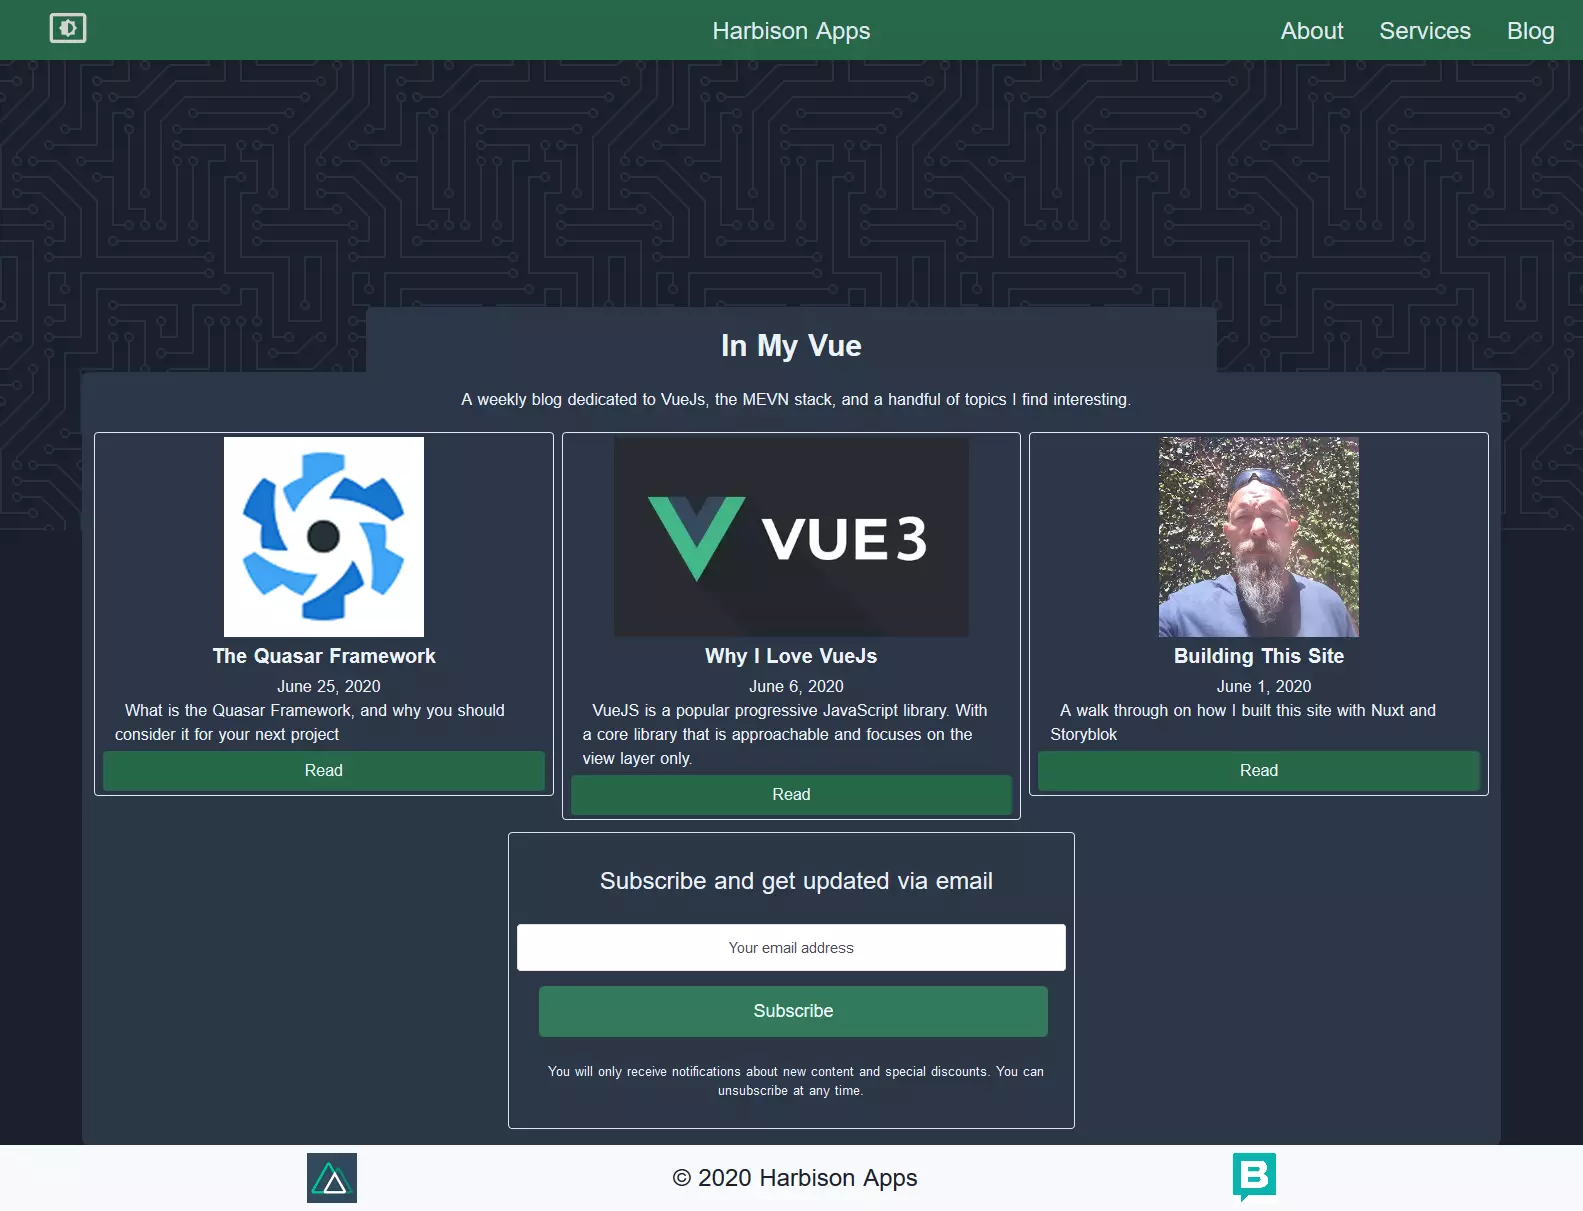 Harbison Apps
About Services Blog
In My Vue
A weekly blog dedicated to VueJs, the MEVN stack, and a handful of topics I find interesting.
The Quasar Framework
June 25, 2020
What is the Quasar Framework, and why you should
consider it for your next project
Read
VUE 3
Why I Love VueJs
June 6, 2020
VueJS is a popular progressive JavaScript library. With
a core library that is approachable and focuses on the
view layer only.
Read
Building This Site
June 1, 2020
A walk through on how I built this site with Nuxt and
Storyblok
Read
Subscribe and get updated via email
Your email address
Subscribe
You will only receive notifications about new content and special discounts. You can
unsubscribe at any time.
© 2020 Harbison Apps
B